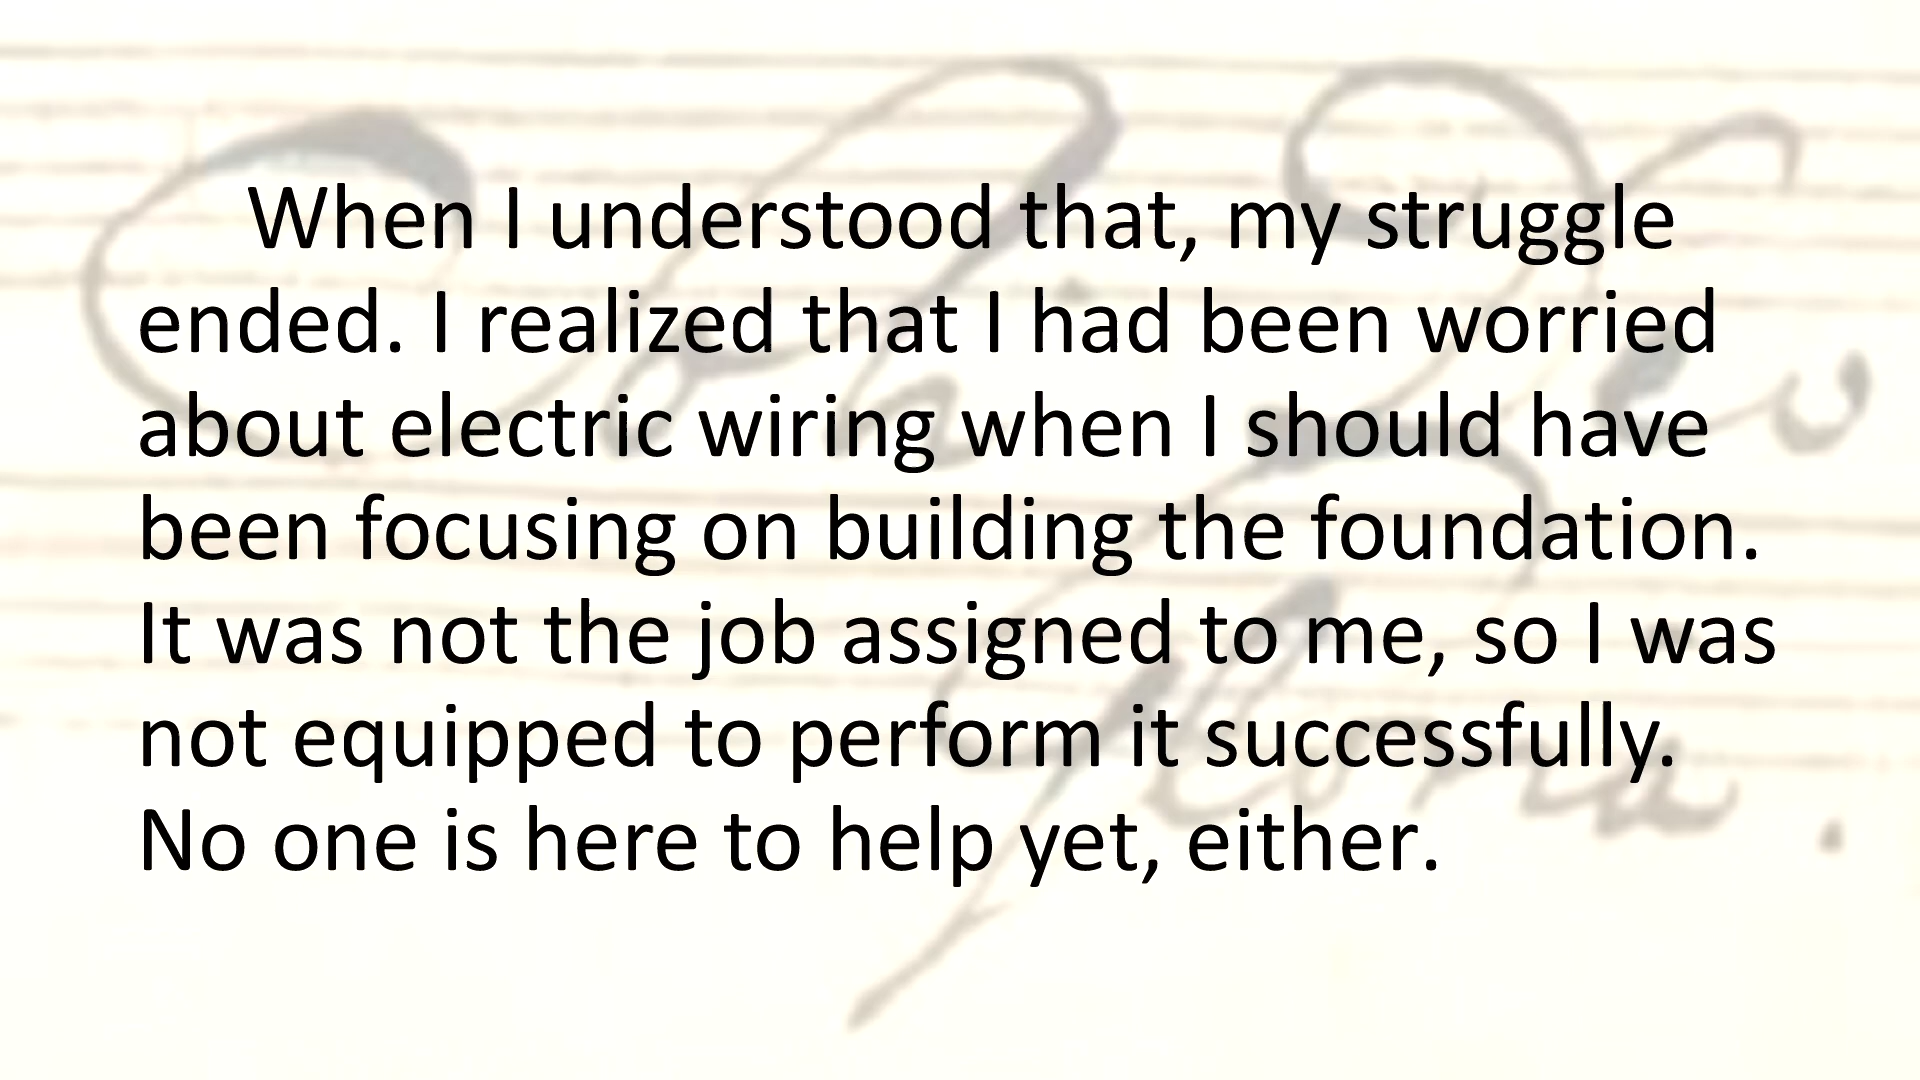 When I understood that, my struggle
ended. I realized that I had been worried
about electric wiring when I should have
been focusing on building the foundation.
It was not the job assigned to me, so I was
not equipped to perform it successfully.
No one is here to help yet, either.